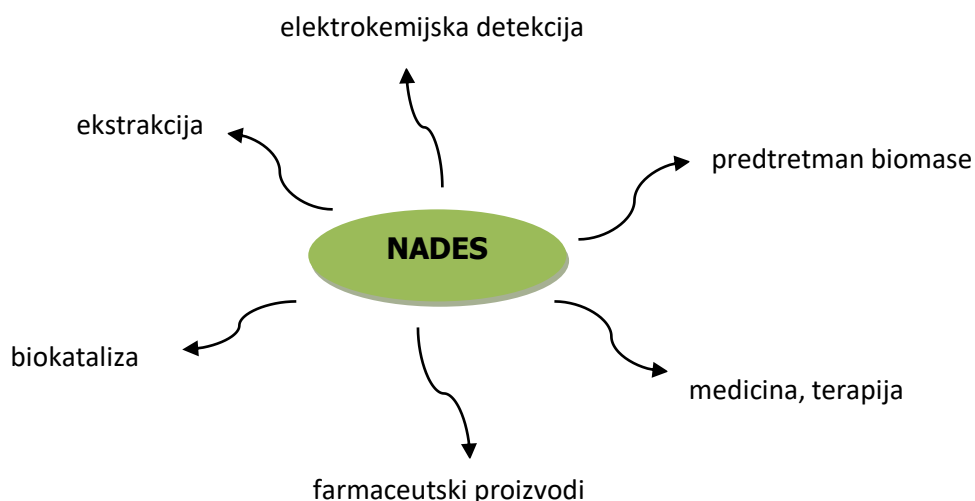 elektrokemijska detekcija
ekstrakcija
predtretman biomase
NADES
biokataliza
medicina, terapija
farmaceutski proizvodi